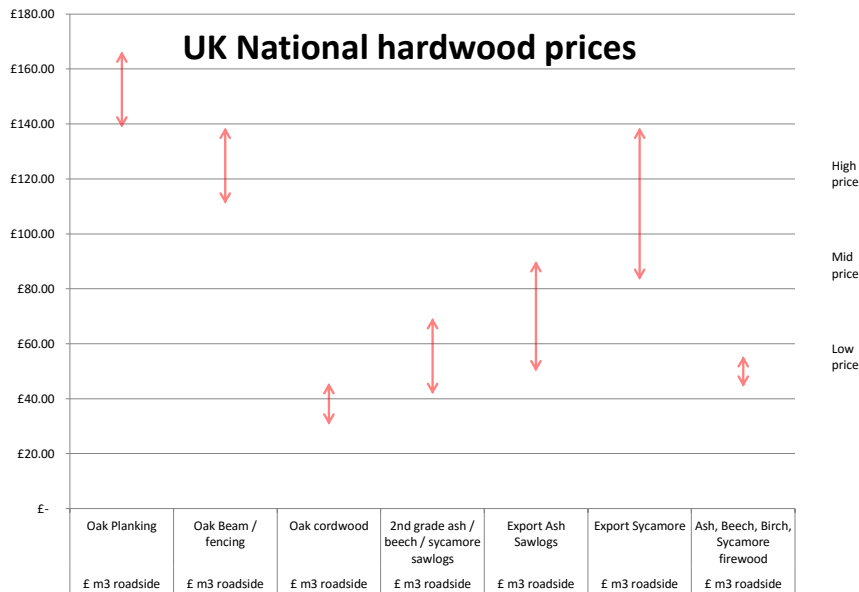 UK National hardwood prices
£180.00
£160.00
£140.00
£120.00
£100.00
£80.00
£60.00
£40.00
£20.00
£-
High
price
Mid
price
Low
price
Oak Planking
Oak Beam /
fencing
Oak cordwood
2nd grade ash /
beech / sycamore
sawlogs
Export Ash
Sawlogs
Export Sycamore
Ash, Beech, Birch,
Sycamore
firewood
£ m3 roadside
£ m3 roadside
£ m3 roadside
£ m3 roadside
£ m3 roadside
£ m3 roadside
£ m3 roadside